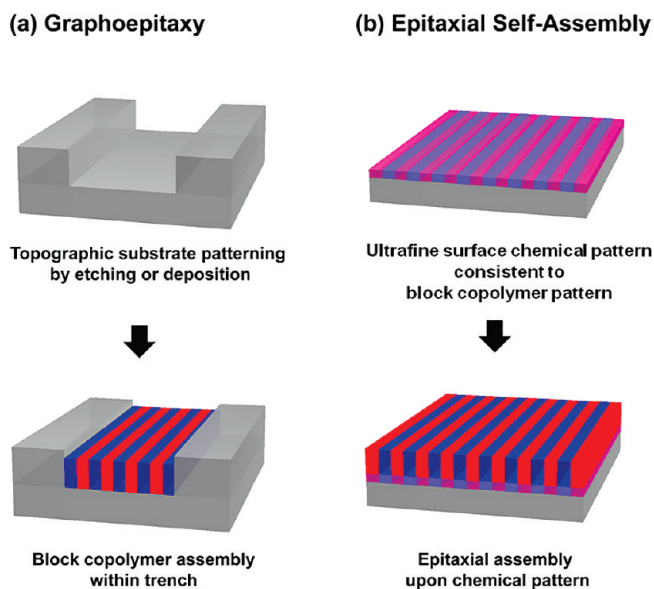 (a) Graphoepitaxy
Topographic substrate patterning
by etching or deposition
Block copolymer assembly
within trench
(b) Epitaxial Self-Assembly
Ultrafine surface chemical pattern
consistent to
block copolymer pattern
Epitaxial assembly
upon chemical pattern